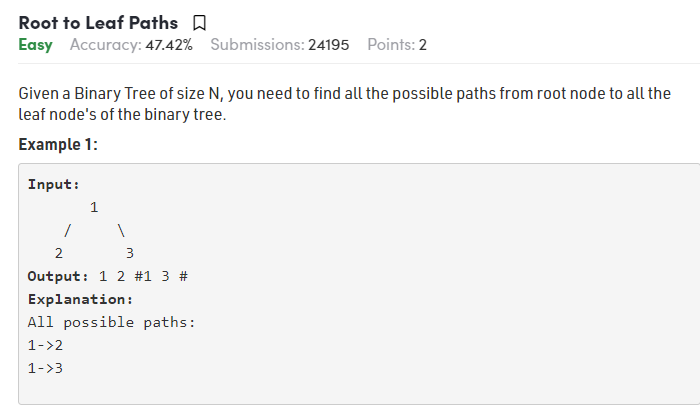 Root to Leaf Paths
Easy Accuracy: 47.42% Submissions: 24195 Points: 2
Given a Binary Tree of size N, you need to find all the possible paths from root node to all the
leaf node's of the binary tree.
Example 1:
Input:
1
/ \
2 3
Output: 1 2 #1 3 #
Explanation:
All possible paths:
1->2
1->3